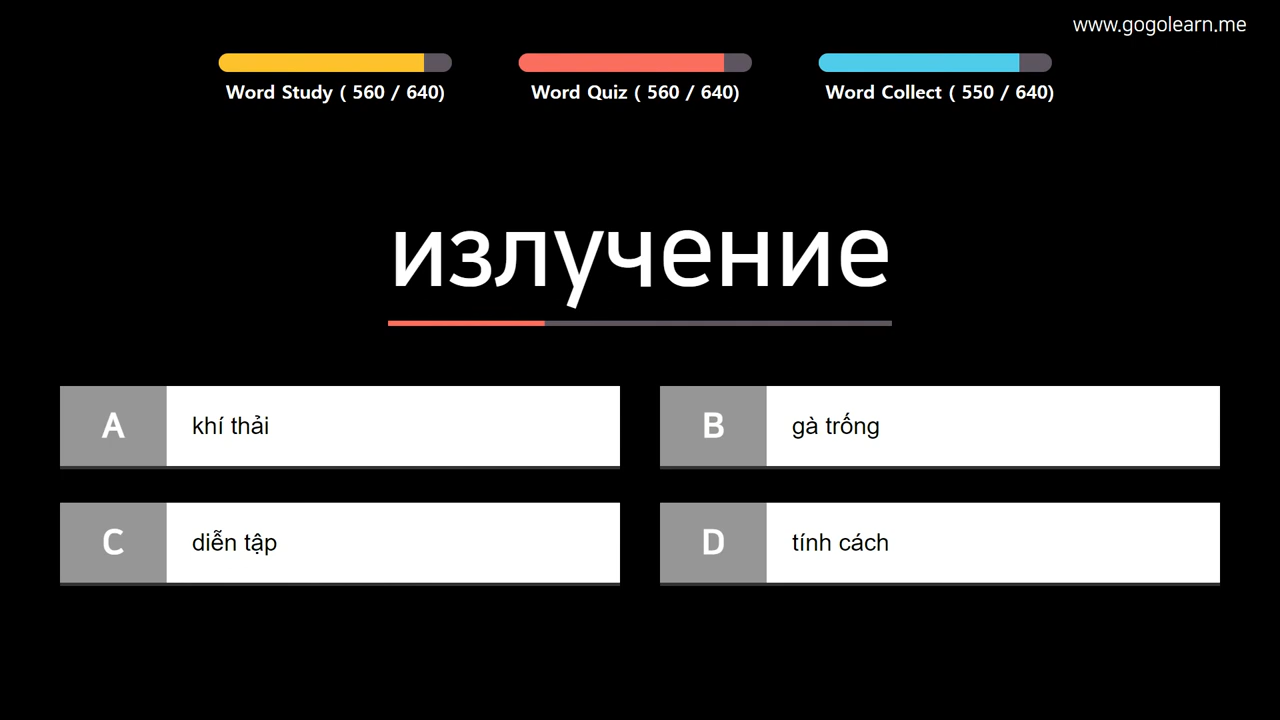 www.gogolearn.me
Word Study ( 560 / 640)
Word Quiz ( 560 / 640)
Word Collect ( 550 / 640)
излучение
A khí thải
B gà trống
C diễn tập
D tính cách